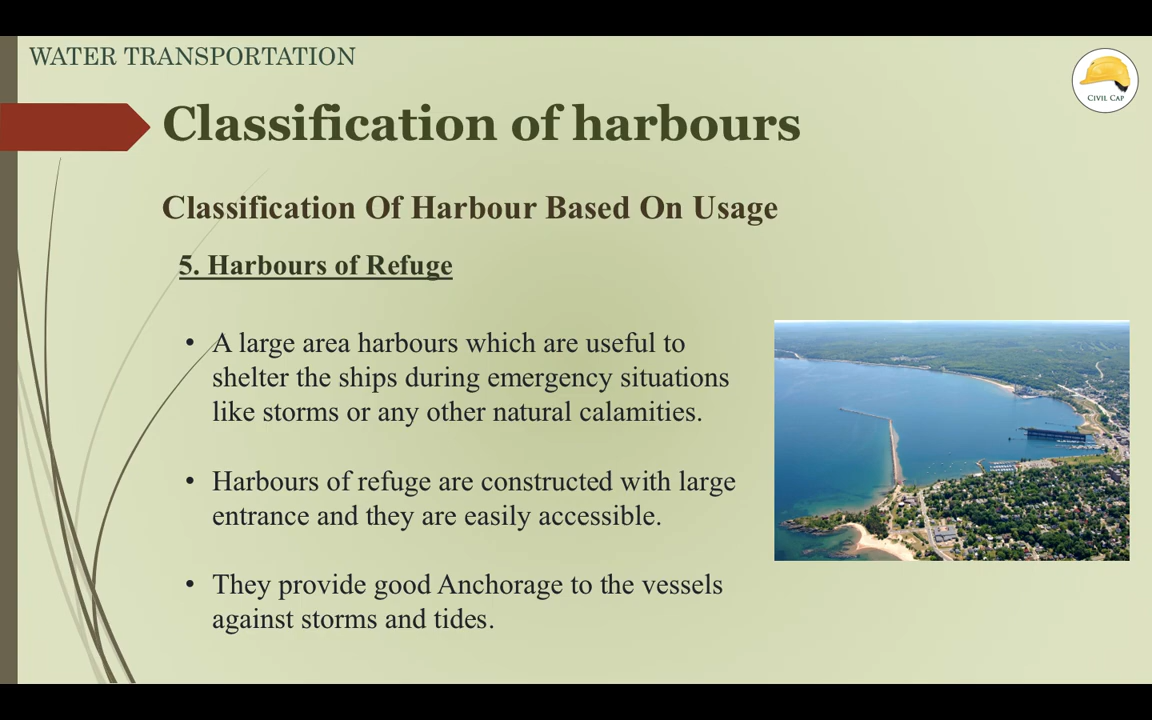 WATER TRANSPORTATION
CIVIL CAP
Classification of harbours
Classification Of Harbour Based On Usage
5. Harbours of Refuge
• A large area harbours which are useful to
shelter the ships during emergency situations
like storms or any other natural calamities.
• Harbours of refuge are constructed with large
entrance and they are easily accessible.
• They provide good Anchorage to the vessels
against storms and tides.